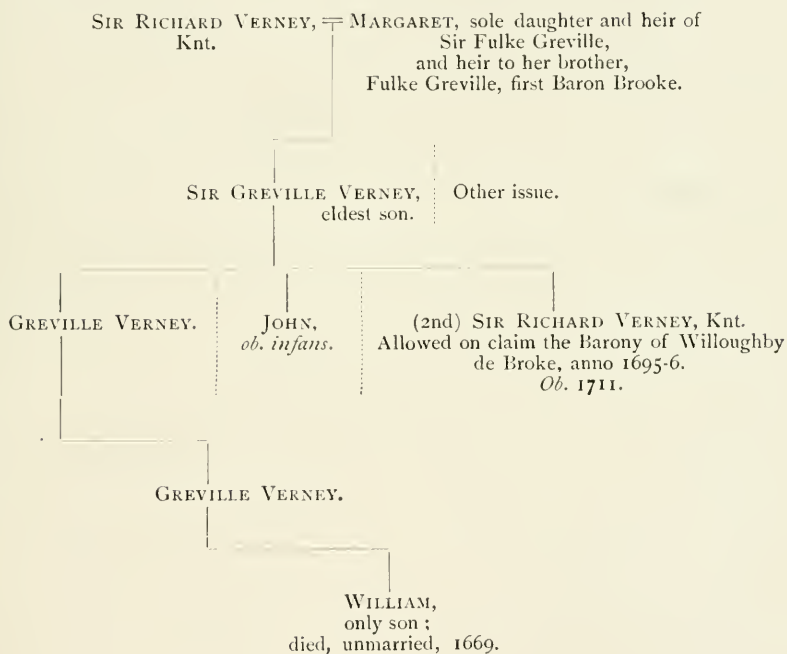 SIR RICHARD VERNEY,
Knt.
MARGARET, sole daughter and heir of
Sir Fulke Greville,
and heir to her brother,
Fulke Greville, first Baron Brooke.
SIR GREVILLE VERNEY,
eldest son.
Other issue.
GREVILLE VERNEY.
JOHN,
ob. infans.
(2nd) SIR RICHARD VERNEY, Knt.
Allowed on claim the Barony of Willoughby
de Broke, anno 1695-6.
Ob. 1711.
GREVILLE VERNEY.
WILLIAM,
only son ;
died, unmarried, 1669.